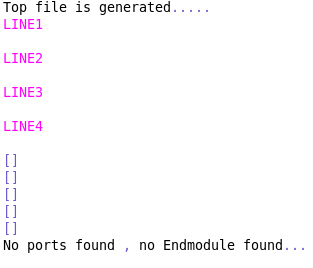 Top file is generated.....
LINE1
LINE2
LINE3
LINE4
[]
[]
[]
[]
[]
No ports found , no Endmodule found...